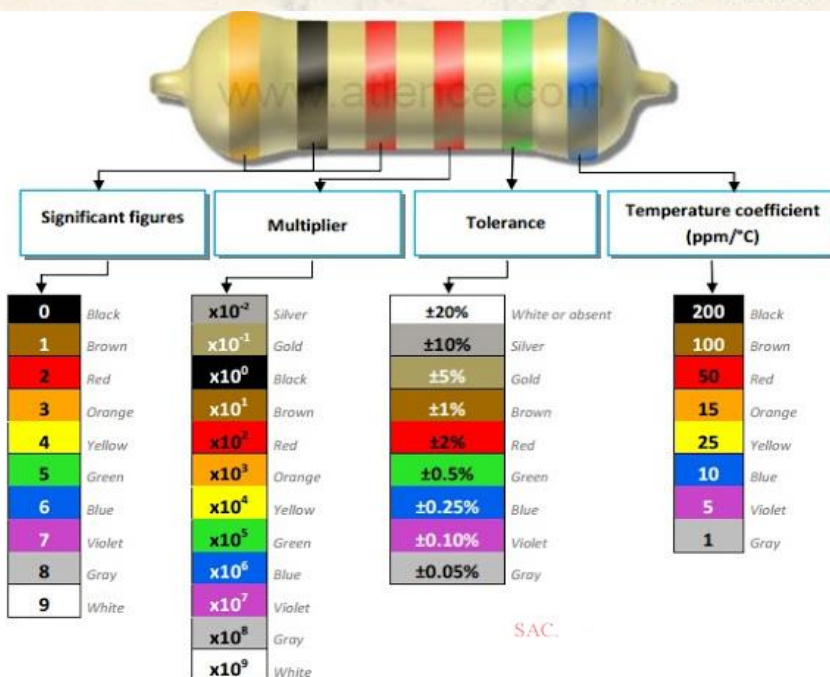 www.atlence.com
Significant figures
Multiplier
Tolerance
Temperature coefficient
(ppm/°C)
0 Black
1 Brown
2 Red
3 Orange
4 Yellow
5 Green
6 Blue
7 Violet
8 Gray
9 White
x10⁻² Silver
x10⁻¹ Gold
x10⁰ Black
x10¹ Brown
x10² Red
x10³ Orange
x10⁴ Yellow
x10⁵ Green
x10⁶ Blue
x10⁷ Violet
x10⁸ Gray
x10⁹ White
±20% White or absent
±10% Silver
±5% Gold
±1% Brown
±2% Red
±0.5% Green
±0.25% Blue
±0.10% Violet
±0.05% Gray
200 Black
100 Brown
50 Red
15 Orange
25 Yellow
10 Blue
5 Violet
1 Gray
SAC.